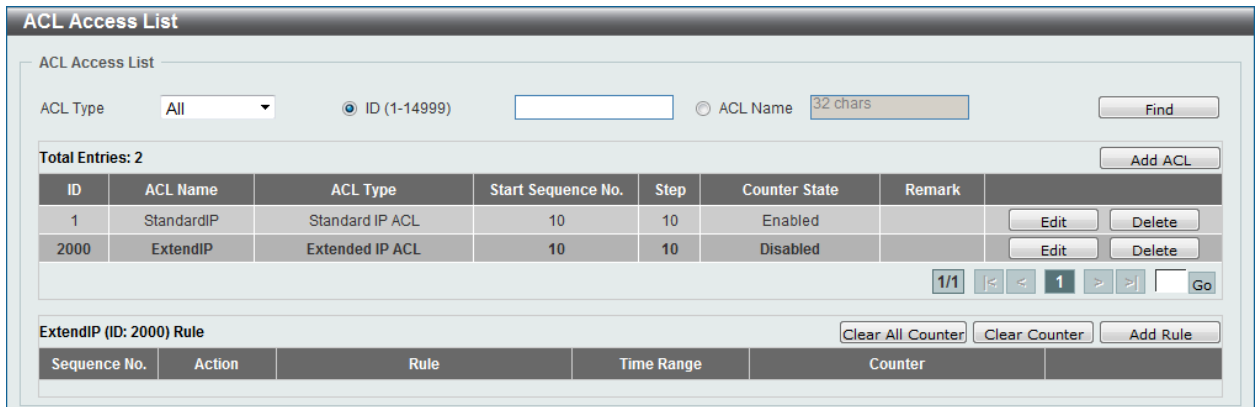 ACL Access List
ACL Access List
ACL Type All ID (1-14999) ACL Name 32 chars Find
Total Entries: 2 Add ACL
ID ACL Name ACL Type Start Sequence No. Step Counter State Remark
1 StandardIP Standard IP ACL 10 10 Enabled Edit Delete
2000 ExtendIP Extended IP ACL 10 10 Disabled Edit Delete
1/1 |< < 1 > >| Go
ExtendIP (ID: 2000) Rule Clear All Counter Clear Counter Add Rule
Sequence No. Action Rule Time Range Counter